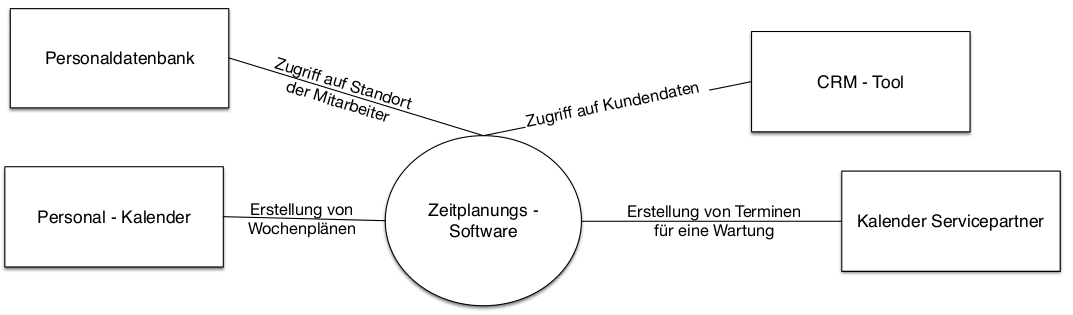 Personaldatenbank
Zugriff auf Standort
der Mitarbeiter
CRM - Tool
Zugriff auf Kundendaten
Personal - Kalender
Erstellung von
Wochenplänen
Zeitplanungs -
Software
Erstellung von Terminen
für eine Wartung
Kalender Servicepartner